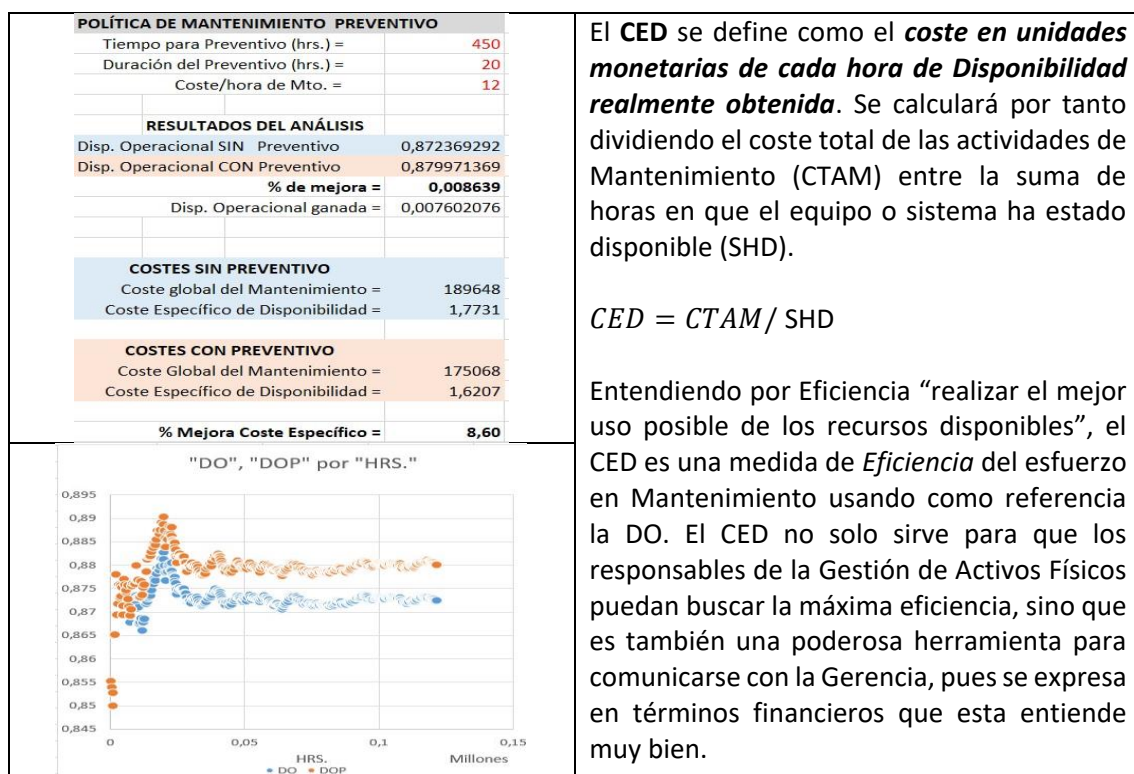 POLÍTICA DE MANTENIMIENTO PREVENTIVO
Tiempo para Preventivo (hrs.) = 450
Duración del Preventivo (hrs.) = 20
Coste/hora de Mto. = 12
RESULTADOS DEL ANÁLISIS
Disp. Operacional SIN Preventivo 0,872369292
Disp. Operacional CON Preventivo 0,879971369
% de mejora = 0,008639
Disp. Operacional ganada = 0,007602076
COSTES SIN PREVENTIVO
Coste global del Mantenimiento = 189648
Coste Específico de Disponibilidad = 1,7731
COSTES CON PREVENTIVO
Coste Global del Mantenimiento = 175068
Coste Específico de Disponibilidad = 1,6207
% Mejora Coste Específico = 8,60
"DO", "DOP" por "HRS."
0,895
0,89
0,885
0,88
0,875
0,87
0,865
0,86
0,855
0,85
0,845
0 0,05 0,1 0,15
HRS. Millones
DO DOP
El CED se define como el coste en unidades
monetarias de cada hora de Disponibilidad
realmente obtenida. Se calculará por tanto
dividiendo el coste total de las actividades de
Mantenimiento (CTAM) entre la suma de
horas en que el equipo o sistema ha estado
disponible (SHD).
CED = CTAM/ SHD
Entendiendo por Eficiencia “realizar el mejor
uso posible de los recursos disponibles”, el
CED es una medida de Eficiencia del esfuerzo
en Mantenimiento usando como referencia
la DO. El CED no solo sirve para que los
responsables de la Gestión de Activos Físicos
puedan buscar la máxima eficiencia, sino que
es también una poderosa herramienta para
comunicarse con la Gerencia, pues se expresa
en términos financieros que esta entiende
muy bien.